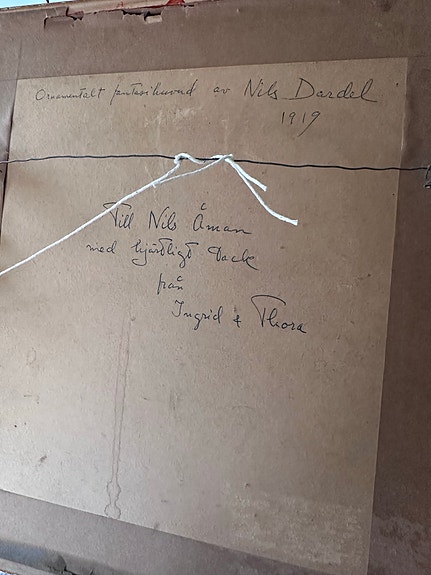 Ornamentalt fantasihuvud av Nils Dardel
1919
Till Nils Åman
med hjärtligt tack
från
Ingrid & Thora